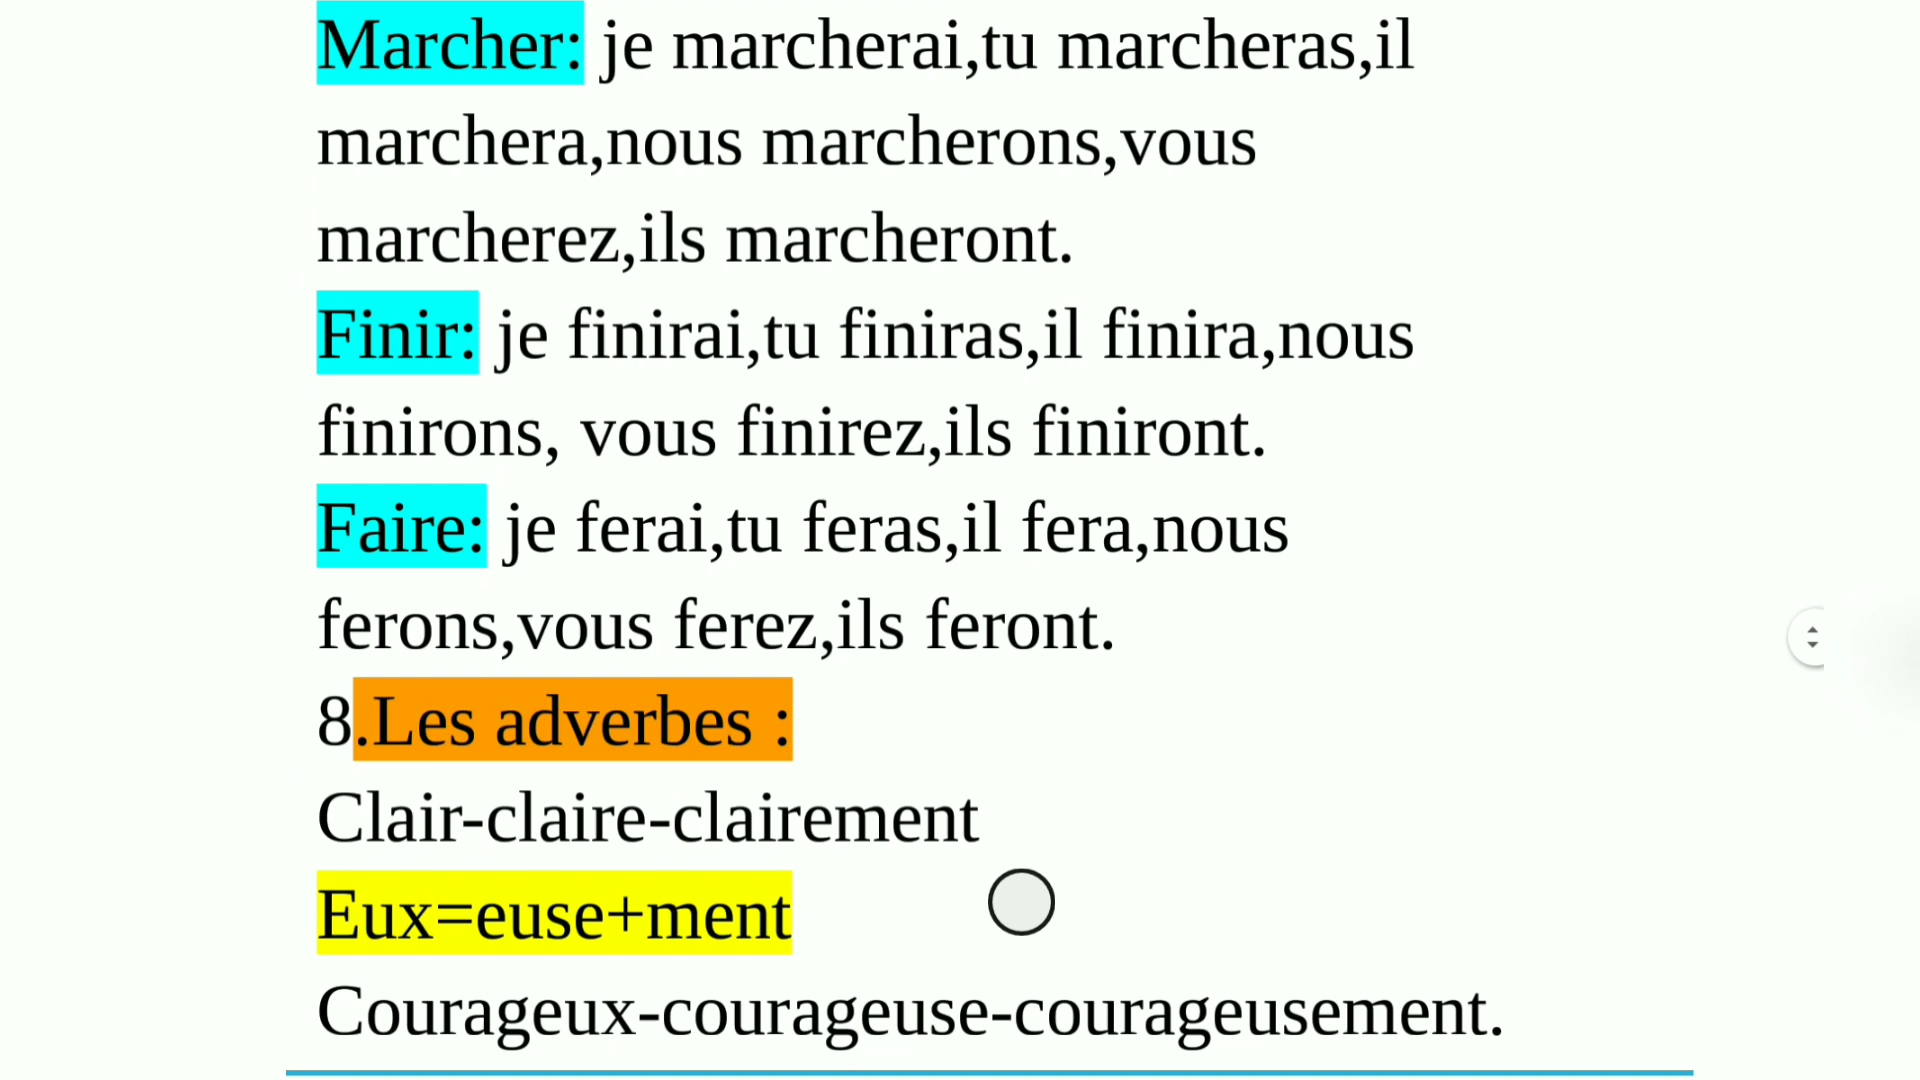 Marcher: je marcherai,tu marcheras,il
marchera,nous marcherons,vous
marcherez,ils marcheront.
Finir: je finirai,tu finiras,il finira,nous
finirons, vous finirez,ils finiront.
Faire: je ferai,tu feras,il fera,nous
ferons,vous ferez,ils feront.
8.Les adverbes :
Clair-claire-clairement
Eux=euse+ment
Courageux-courageuse-courageusement.